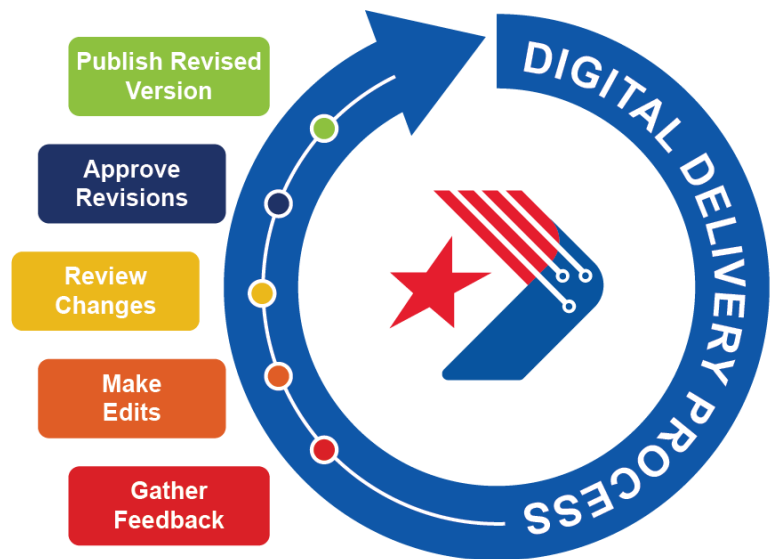 Publish Revised
Version
Approve
Revisions
Review
Changes
Make
Edits
Gather
Feedback
DIGITAL DELIVERY PROCESS